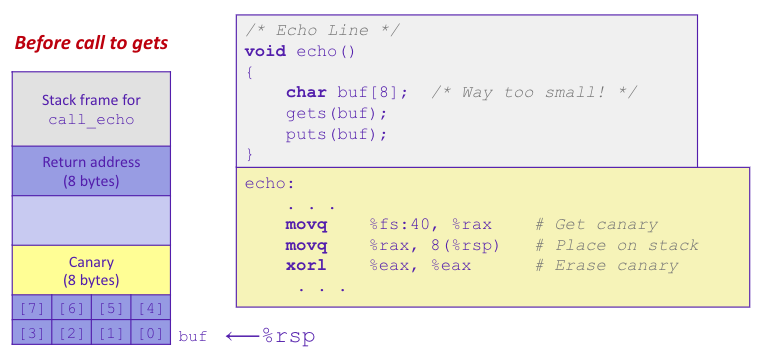 Before call to gets
Stack frame for
call_echo
Return address
(8 bytes)
Canary
(8 bytes)
[7] [6] [5] [4]
[3] [2] [1] [0] buf ⟵%rsp
/* Echo Line */
void echo()
{
    char buf[8];  /* Way too small! */
    gets(buf);
    puts(buf);
}
echo:
    . . .
    movq    %fs:40, %rax    # Get canary
    movq    %rax, 8(%rsp)   # Place on stack
    xorl    %eax, %eax      # Erase canary
    . . .